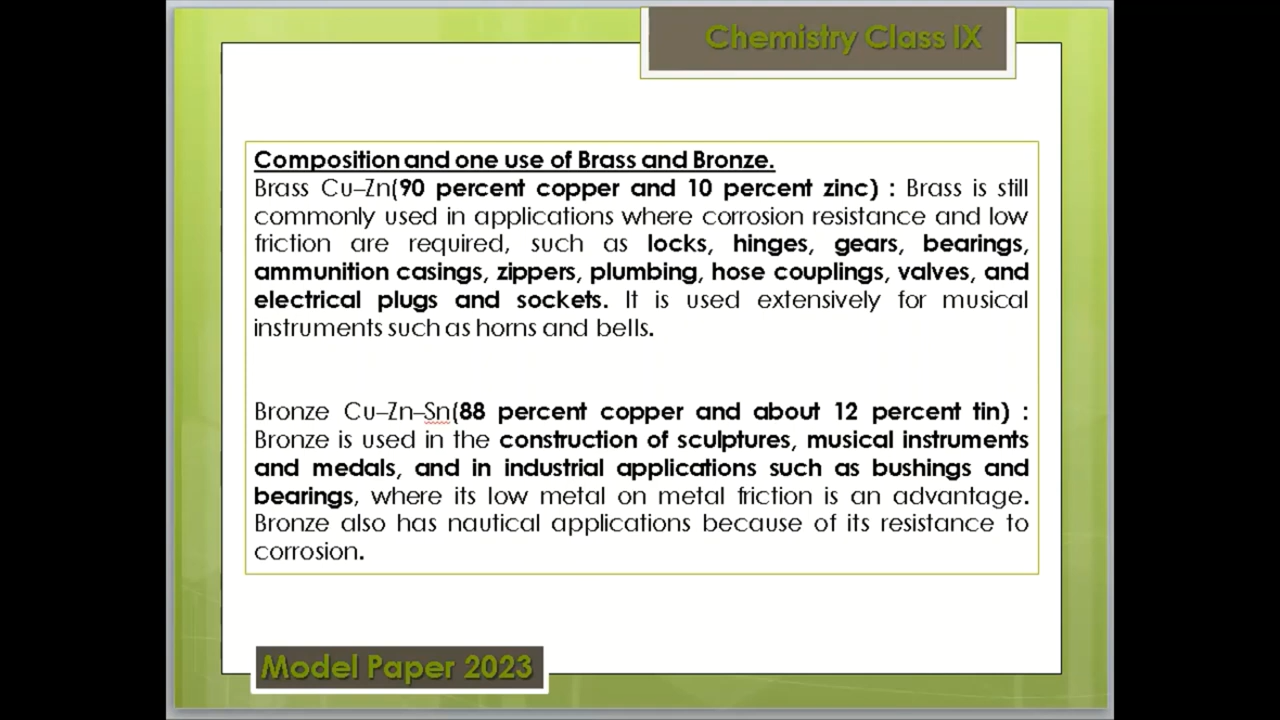 Chemistry Class IX
Composition and one use of Brass and Bronze.
Brass Cu–Zn(90 percent copper and 10 percent zinc) : Brass is still
commonly used in applications where corrosion resistance and low
friction are required, such as locks, hinges, gears, bearings,
ammunition casings, zippers, plumbing, hose couplings, valves, and
electrical plugs and sockets. It is used extensively for musical
instruments such as horns and bells.
Bronze Cu–Zn–Sn(88 percent copper and about 12 percent tin) :
Bronze is used in the construction of sculptures, musical instruments
and medals, and in industrial applications such as bushings and
bearings, where its low metal on metal friction is an advantage.
Bronze also has nautical applications because of its resistance to
corrosion.
Model Paper 2023